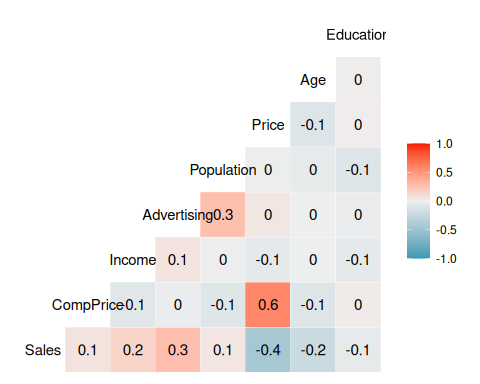 Education
Age 0
Price -0.1 0
Population 0 0 -0.1
Advertising 0.3 0 0 0
Income 0.1 0 -0.1 0 -0.1
CompPrice -0.1 0 -0.1 0.6 -0.1 0
Sales 0.1 0.2 0.3 0.1 -0.4 -0.2 -0.1
1.0
0.5
0.0
-0.5
-1.0